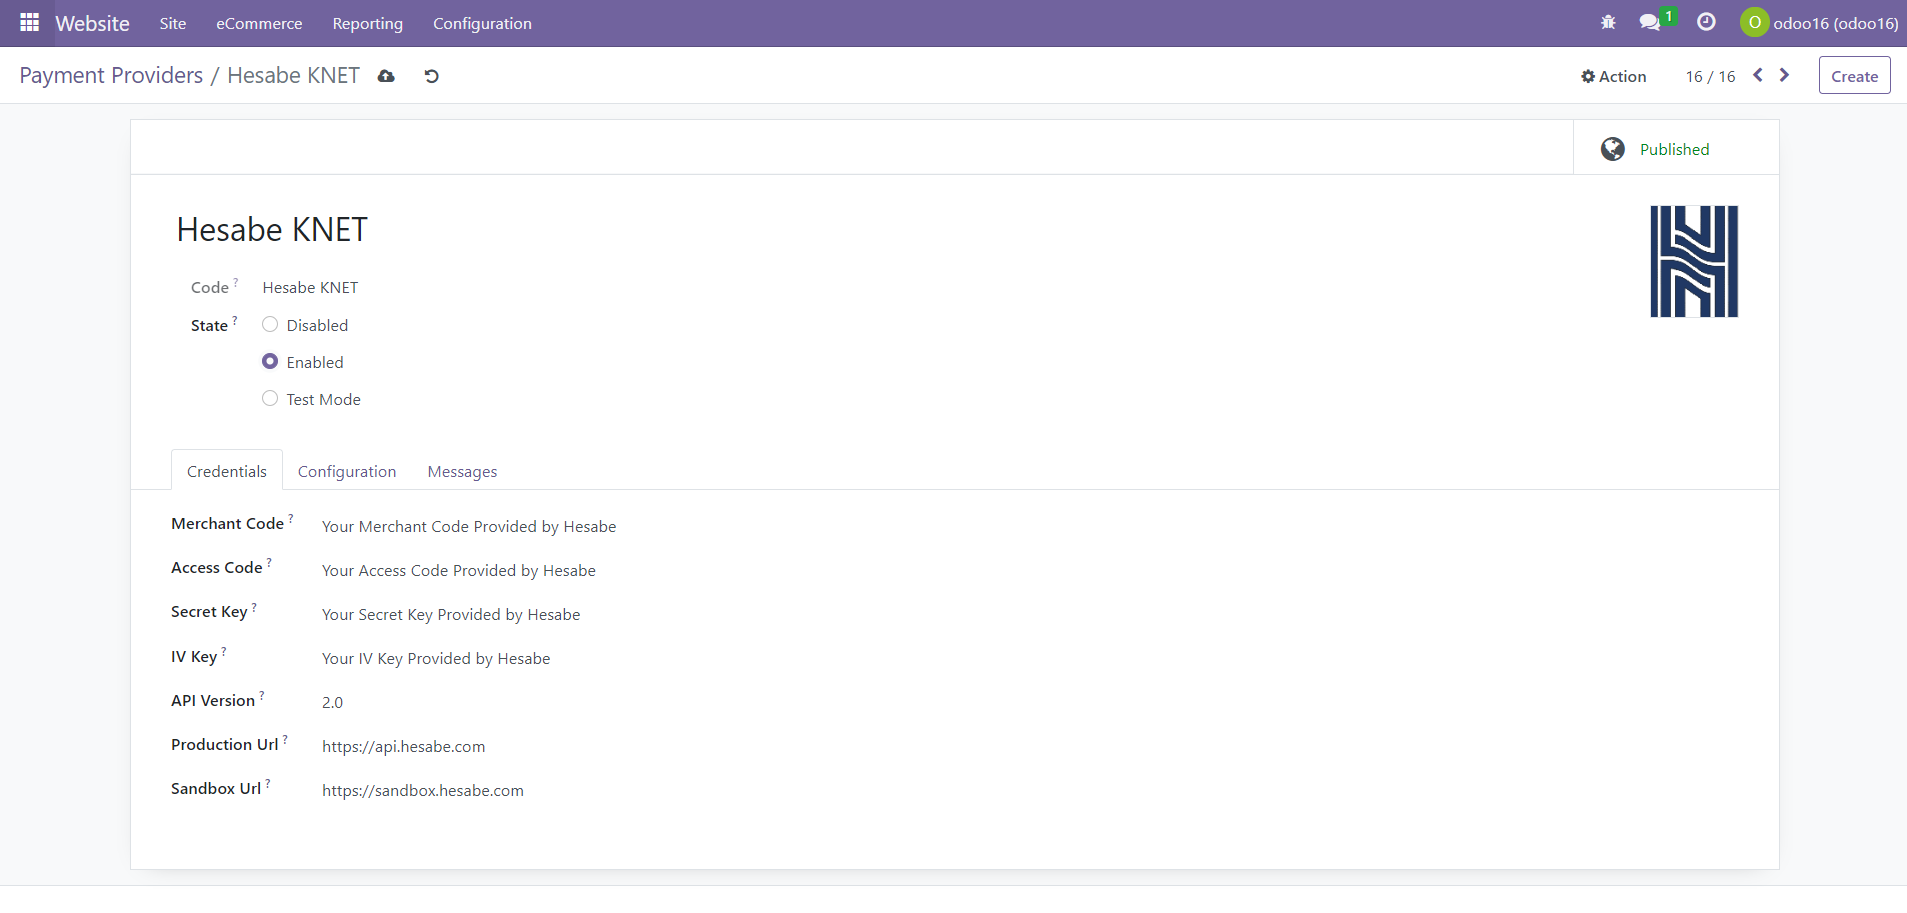 Website Site eCommerce Reporting Configuration 1 O odoo16 (odoo16)
Payment Providers / Hesabe KNET Action 16 / 16 Create
Published
Hesabe KNET
Code ? Hesabe KNET
State ? Disabled
Enabled
Test Mode
Credentials Configuration Messages
Merchant Code ? Your Merchant Code Provided by Hesabe
Access Code ? Your Access Code Provided by Hesabe
Secret Key ? Your Secret Key Provided by Hesabe
IV Key ? Your IV Key Provided by Hesabe
API Version ? 2.0
Production Url ? https://api.hesabe.com
Sandbox Url ? https://sandbox.hesabe.com